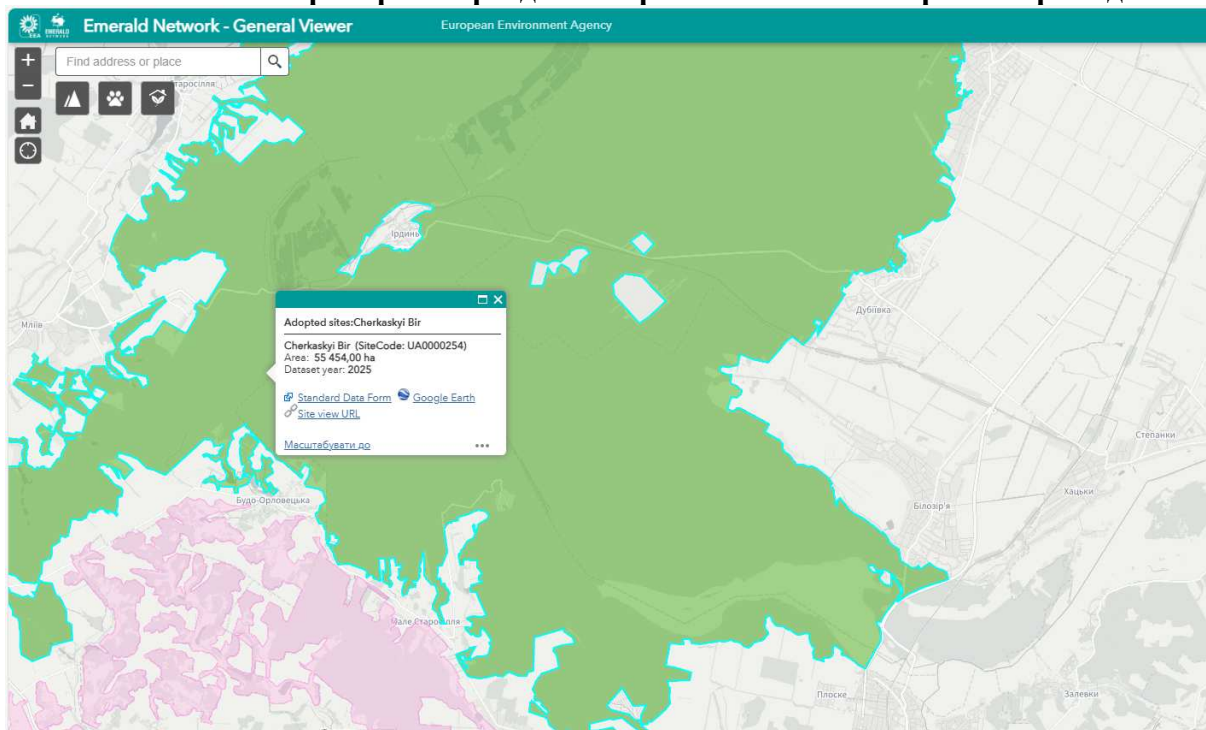 Emerald Network - General Viewer
European Environment Agency
Find address or place
таросілля
Ірдинь
Adopted sites:Cherkaskyi Bir
Cherkaskyi Bir (SiteCode: UA0000254)
Area: 55 454,00 ha
Dataset year: 2025
Standard Data Form Google Earth
Site view URL
Масштабувати до
Мліїв
Дубіївка
Степанки
Хацьки
Білозір'я
Будо-Орловецька
Мале Старосілля
Плоске
Залевки